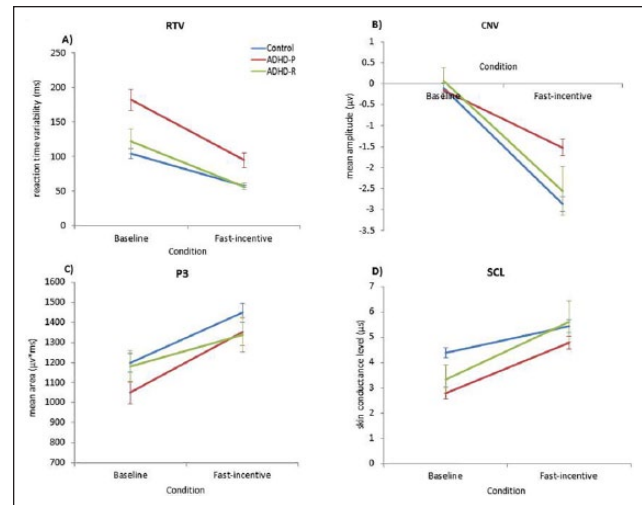 RTV
A)
Control
ADHD-P
ADHD-R
250
200
150
100
50
0
reaction time variability (ms)
Baseline
Fast-incentive
Condition
CNV
B)
1
0.5
0
-0.5
-1
-1.5
-2
-2.5
-3
-3.5
mean amplitude (µv)
Condition
Baseline
Fast-incentive
P3
C)
1600
1500
1400
1300
1200
1100
1000
900
800
700
mean area (µv*ms)
Baseline
Fast-incentive
Condition
SCL
D)
7
6
5
4
3
2
1
0
skin conductance level (µs)
Baseline
Fast-incentive
Condition